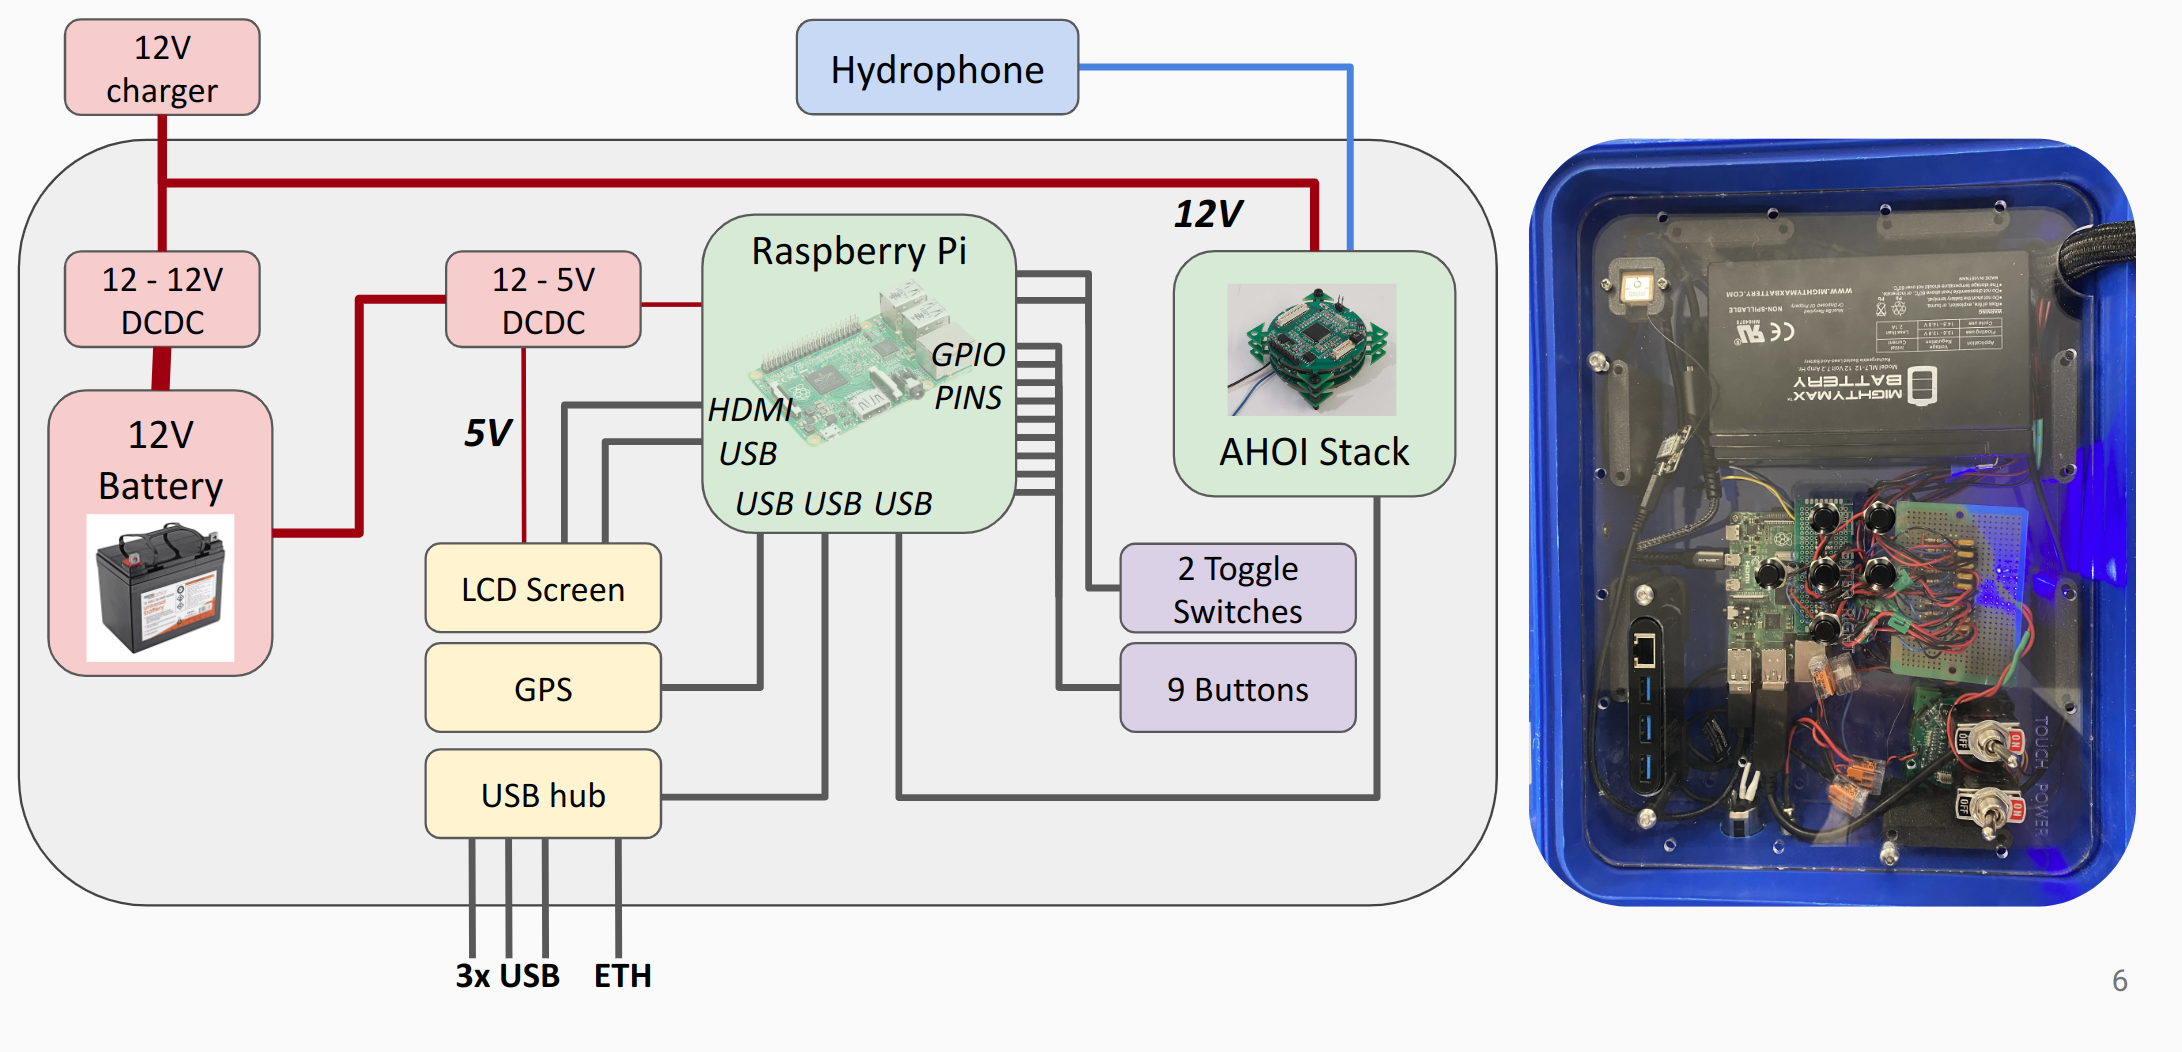 12V
charger
Hydrophone
12V
12 - 12V
DCDC
12 - 5V
DCDC
Raspberry Pi
GPIO
PINS
HDMI
USB
USB USB USB
5V
12V
Battery
AHOI Stack
LCD Screen
GPS
USB hub
2 Toggle
Switches
9 Buttons
3x USB
ETH
WWW.MIGHTYMAXBATTERY.COM
NON-SPILLABLE
MIGHTYMAX
BATTERY
OFF
ON
OFF
ON
TOUCH
POWER
6